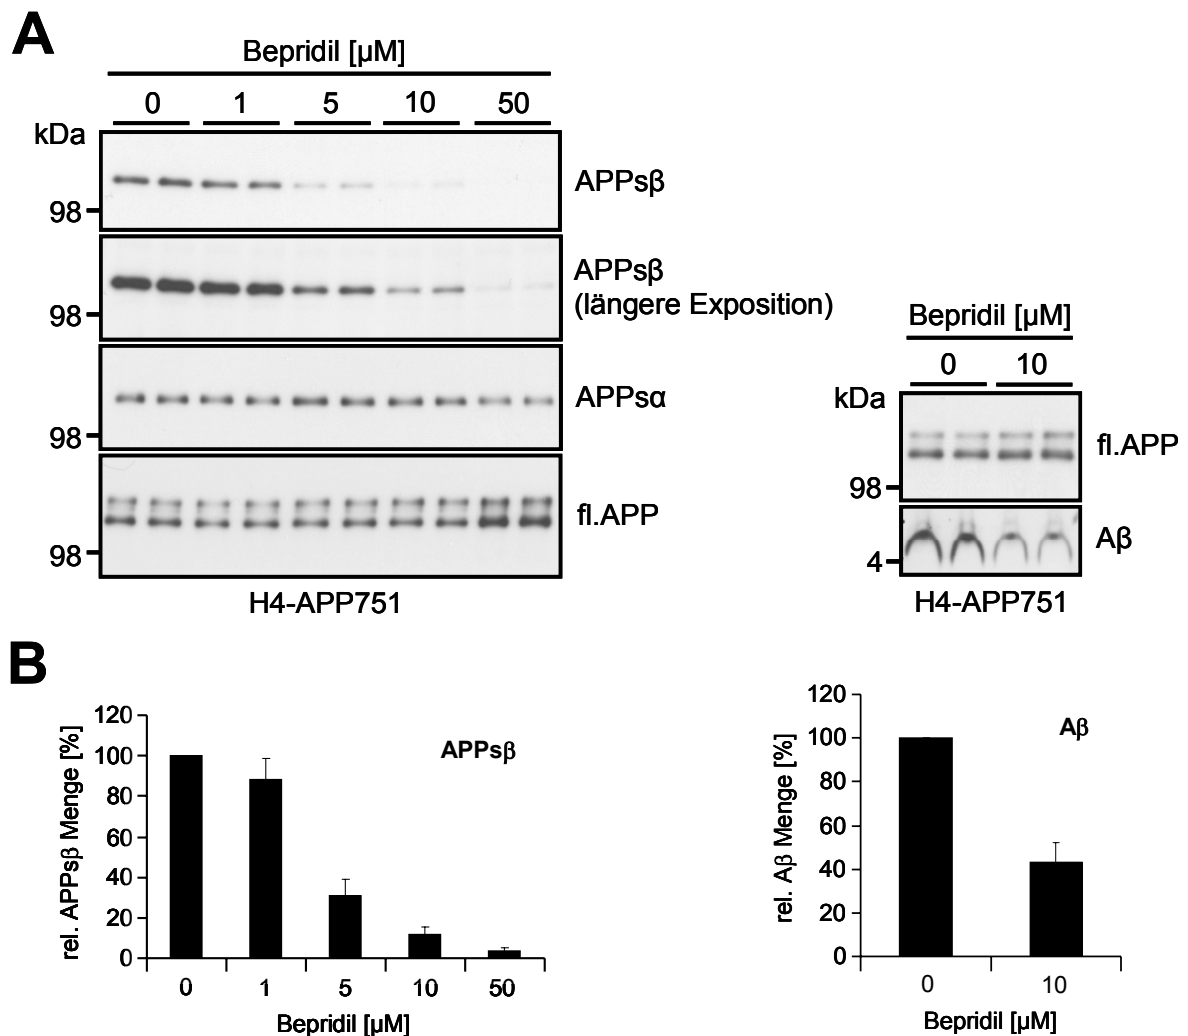 A
Bepridil [µM]
0 1 5 10 50
kDa
APPsβ
98
APPsβ
(längere Exposition)
98
APPsα
98
fl.APP
98
H4-APP751
Bepridil [µM]
0 10
kDa
fl.APP
98
Aβ
4
H4-APP751
B
rel. APPsβ Menge [%]
120
100
80
60
40
20
0
APPsβ
0 1 5 10 50
Bepridil [µM]
rel. Aβ Menge [%]
120
100
80
60
40
20
0
Aβ
0 10
Bepridil [µM]